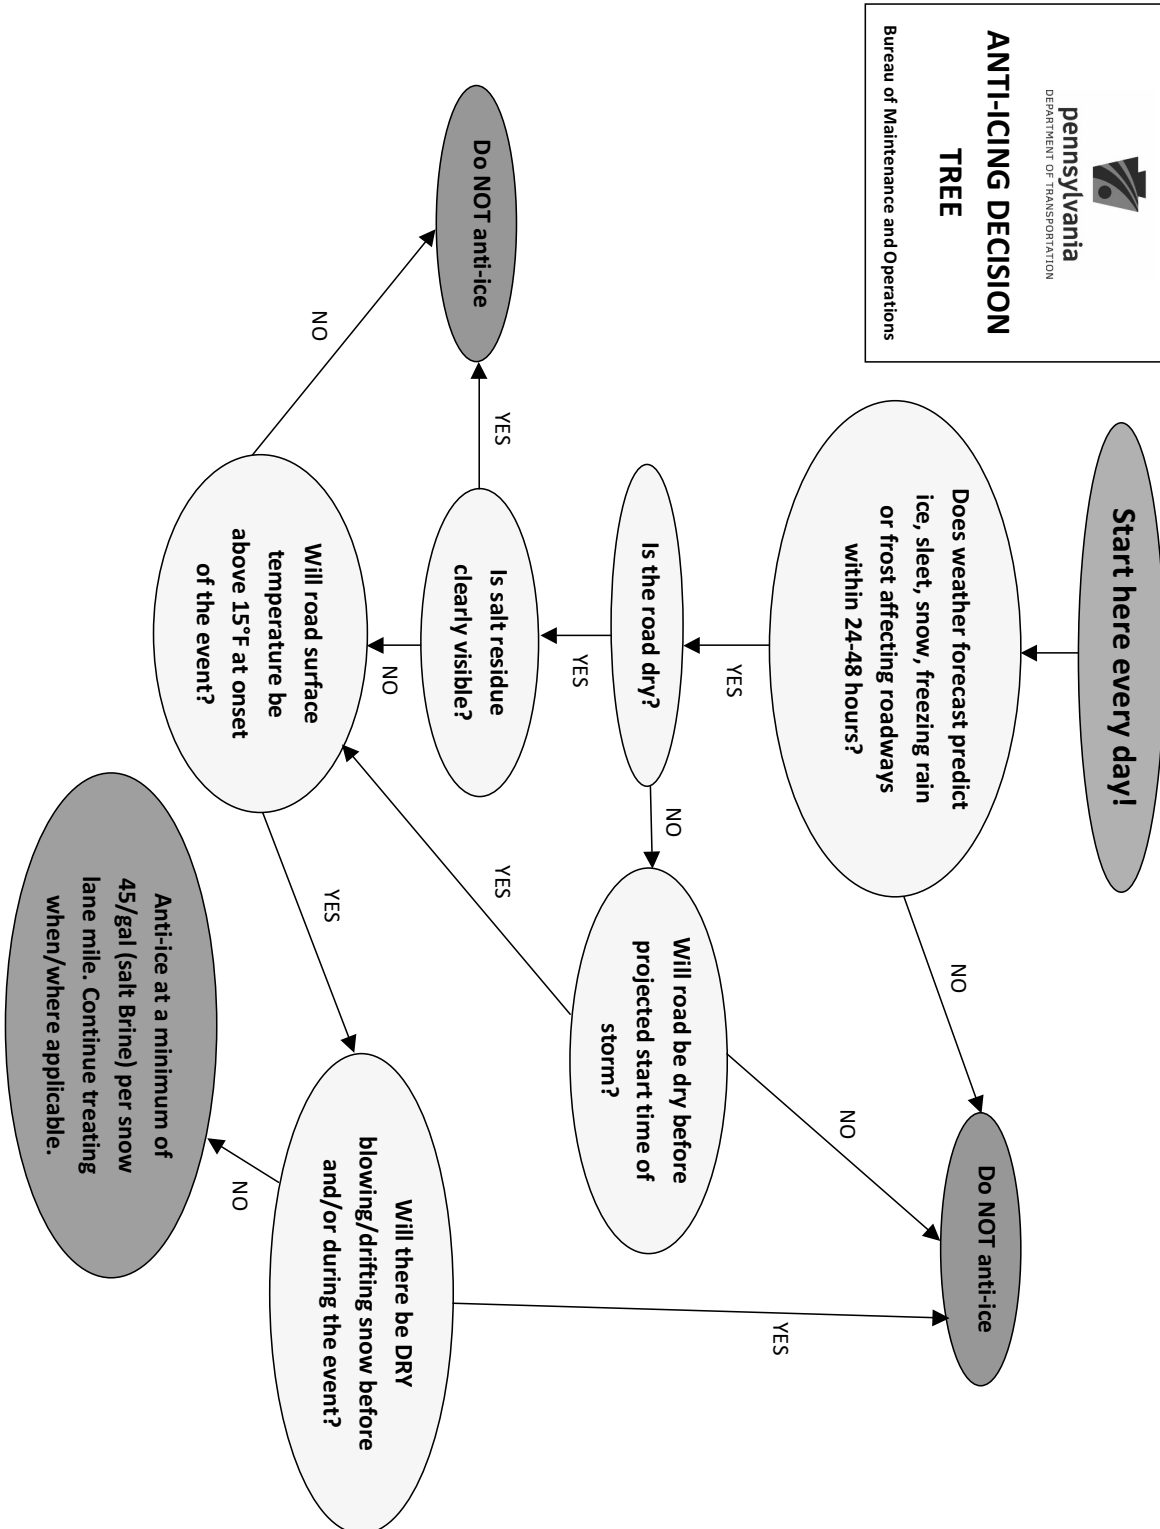 pennsylvania
DEPARTMENT OF TRANSPORTATION
ANTI-ICING DECISION
TREE
Bureau of Maintenance and Operations
Start here every day!
Does weather forecast predict
ice, sleet, snow, freezing rain
or frost affecting roadways
within 24-48 hours?
NO
Do NOT anti-ice
YES
Is the road dry?
NO
Will road be dry before
projected start time of
storm?
NO
YES
YES
Is salt residue
clearly visible?
YES
Do NOT anti-ice
NO
Will road surface
temperature be
above 15°F at onset
of the event?
NO
YES
Will there be DRY
blowing/drifting snow before
and/or during the event?
YES
NO
Anti-ice at a minimum of
45/gal (salt Brine) per snow
lane mile. Continue treating
when/where applicable.